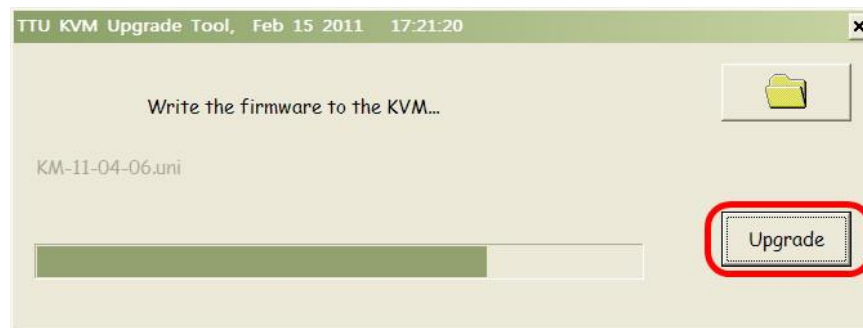 TTU KVM Upgrade Tool, Feb 15 2011 17:21:20
Write the firmware to the KVM...
KM-11-04-06.uni
Upgrade